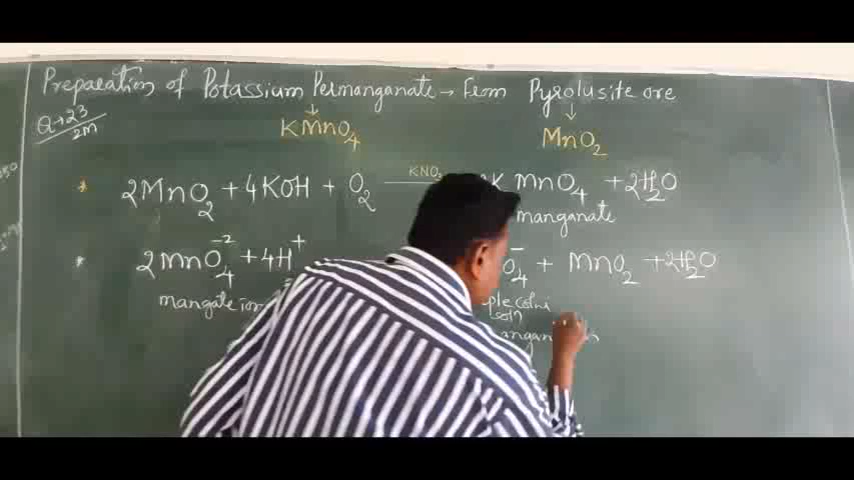 Preparation of Potassium Permanganate → From Pyrolusite ore
Q→23
2M
↓
KMnO₄
↓
MnO₂
* 2MnO₂ + 4KOH + O₂ KNO₃ K MnO₄ + 2H₂O
manganate
* 2MnO₄⁻² + 4H⁺ O₄⁻ + MnO₂ + 2H₂O
mangate
ple